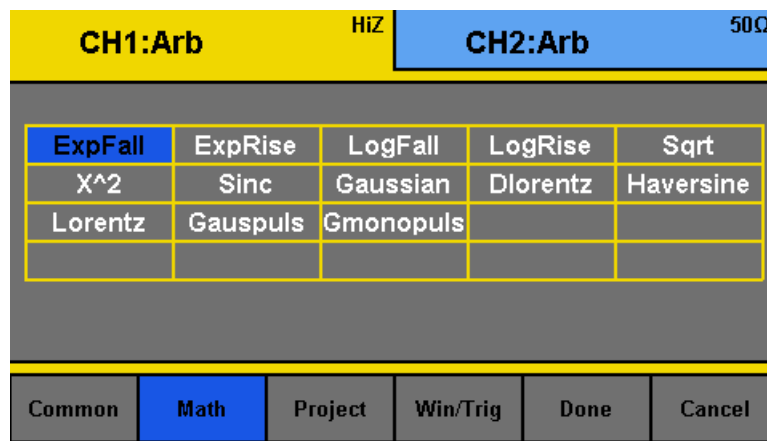 CH1:Arb HiZ CH2:Arb 50Ω
ExpFall ExpRise LogFall LogRise Sqrt
X^2 Sinc Gaussian Dlorentz Haversine
Lorentz Gauspuls Gmonopuls
Common Math Project Win/Trig Done Cancel